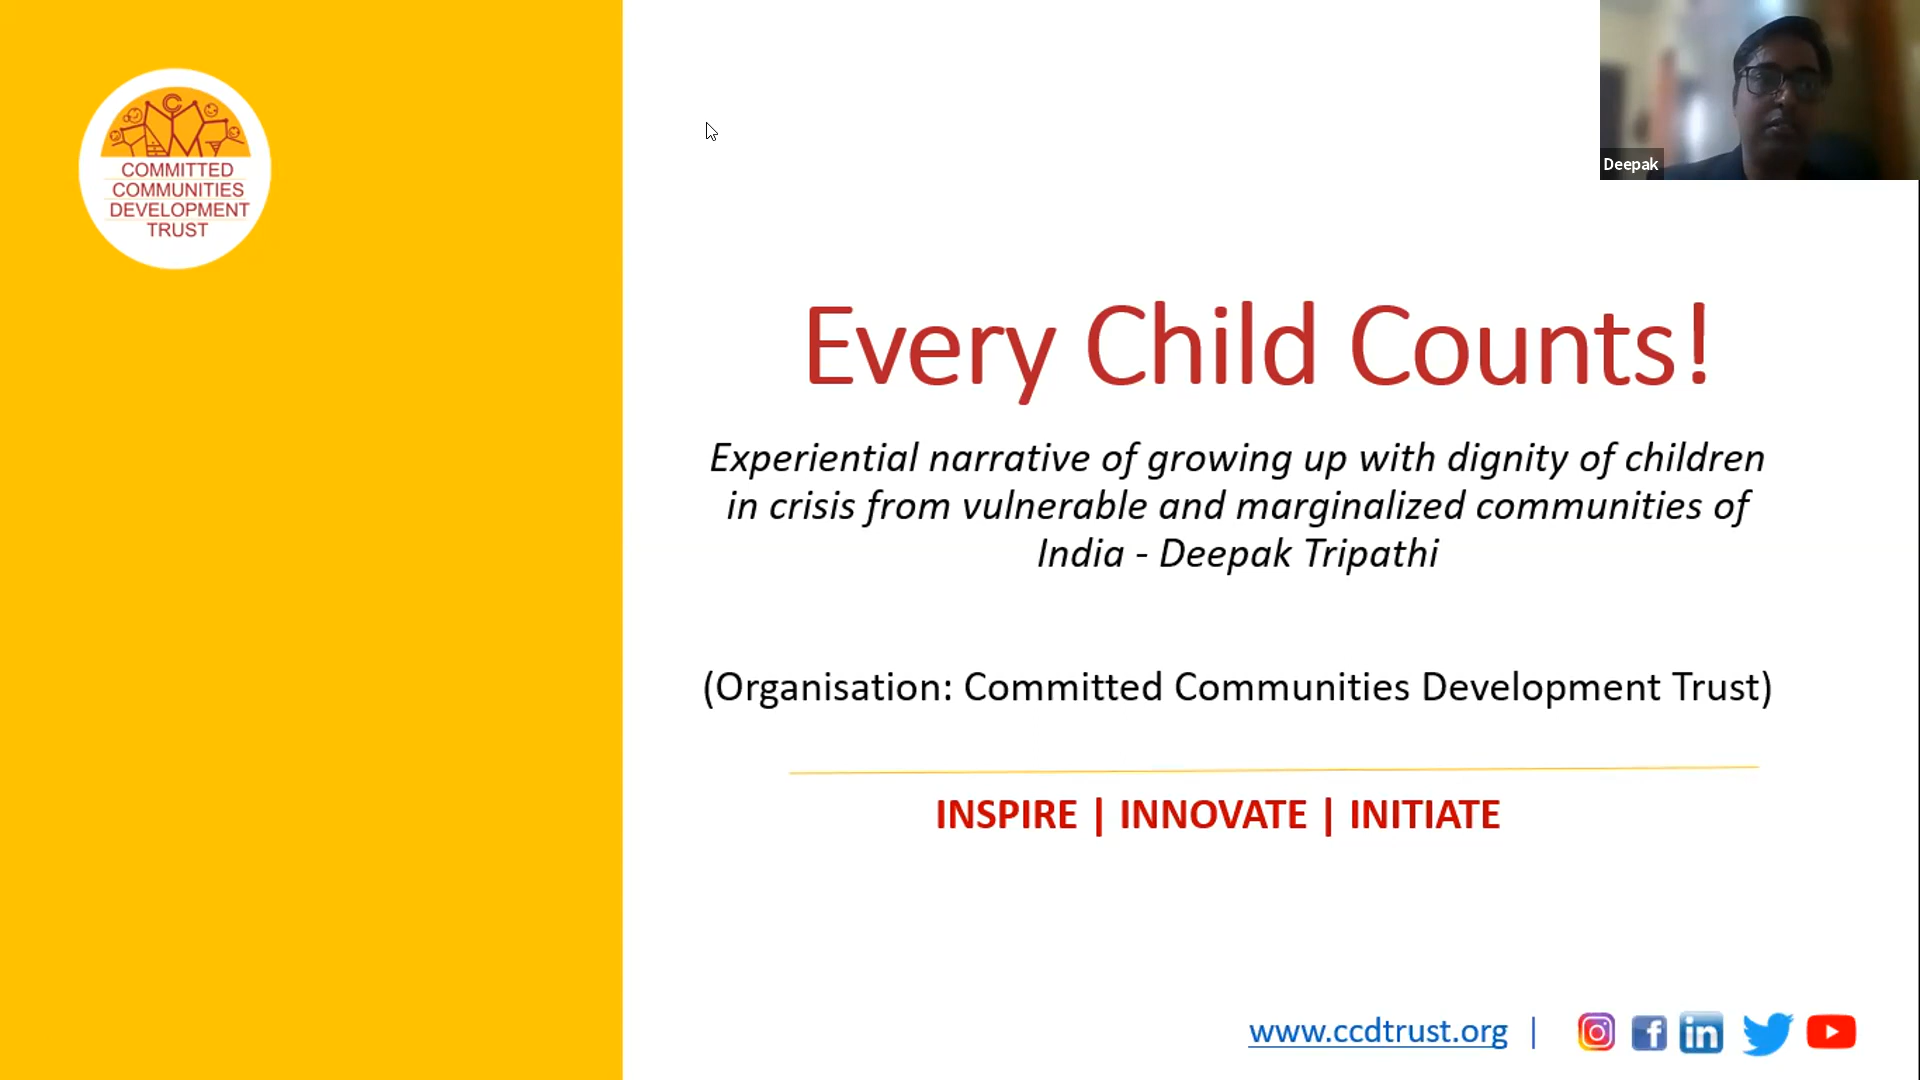 COMMITTED
COMMUNITIES
DEVELOPMENT
TRUST
Deepak
Every Child Counts!
Experiential narrative of growing up with dignity of children
in crisis from vulnerable and marginalized communities of
India - Deepak Tripathi
(Organisation: Committed Communities Development Trust)
INSPIRE | INNOVATE | INITIATE
www.ccdtrust.org |